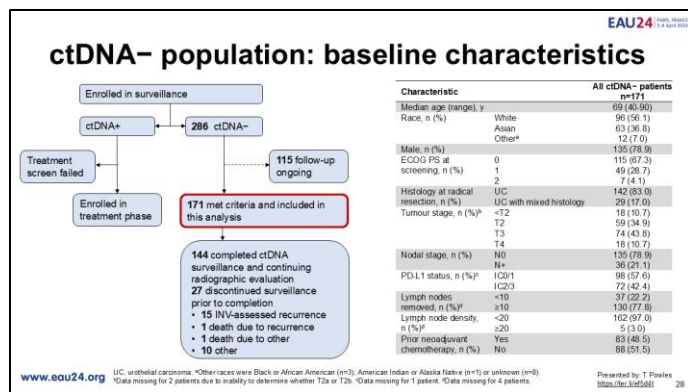 EAU24
PARIS, FRANCE
5-8 April 2024
ctDNA− population: baseline characteristics
Enrolled in surveillance
ctDNA+
286 ctDNA−
Treatment
screen failed
115 follow-up
ongoing
Enrolled in
treatment phase
171 met criteria and included in
this analysis
144 completed ctDNA
surveillance and continuing
radiographic evaluation
27 discontinued surveillance
prior to completion
• 15 INV-assessed recurrence
• 1 death due to recurrence
• 1 death due to other
• 10 other
Characteristic All ctDNA− patients
n=171
Median age (range), y 69 (40-90)
Race, n (%) White 96 (56.1)
Asian 63 (36.8)
Otherᵃ 12 (7.0)
Male, n (%) 135 (78.9)
ECOG PS at 0 115 (67.3)
screening, n (%) 1 49 (28.7)
2 7 (4.1)
Histology at radical UC 142 (83.0)
resection, n (%) UC with mixed histology 29 (17.0)
Tumour stage, n (%)ᵇ <T2 18 (10.7)
T2 59 (34.9)
T3 74 (43.8)
T4 18 (10.7)
Nodal stage, n (%) N0 135 (78.9)
N+ 36 (21.1)
PD-L1 status, n (%)ᶜ IC0/1 98 (57.6)
IC2/3 72 (42.4)
Lymph nodes <10 37 (22.2)
removed, n (%)ᵈ ≥10 130 (77.8)
Lymph node density, <20 162 (97.0)
n (%)ᵈ ≥20 5 (3.0)
Prior neoadjuvant Yes 83 (48.5)
chemotherapy, n (%) No 88 (51.5)
www.eau24.org
UC, urothelial carcinoma. ᵃOther races were Black or African American (n=3), American Indian or Alaska Native (n=1) or unknown (n=8).
ᵇData missing for 2 patients due to inability to determine whether T2a or T2b. ᶜData missing for 1 patient. ᵈData missing for 4 patients.
Presented by: T Powles
https://ter.li/ef5d4t
28